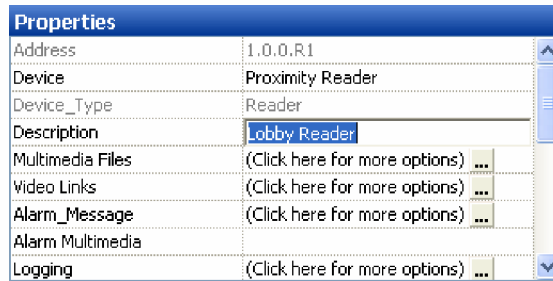 Properties
Address 1.0.0.R1
Device Proximity Reader
Device_Type Reader
Description Lobby Reader
Multimedia Files (Click here for more options) ...
Video Links (Click here for more options) ...
Alarm_Message (Click here for more options) ...
Alarm Multimedia
Logging (Click here for more options) ...